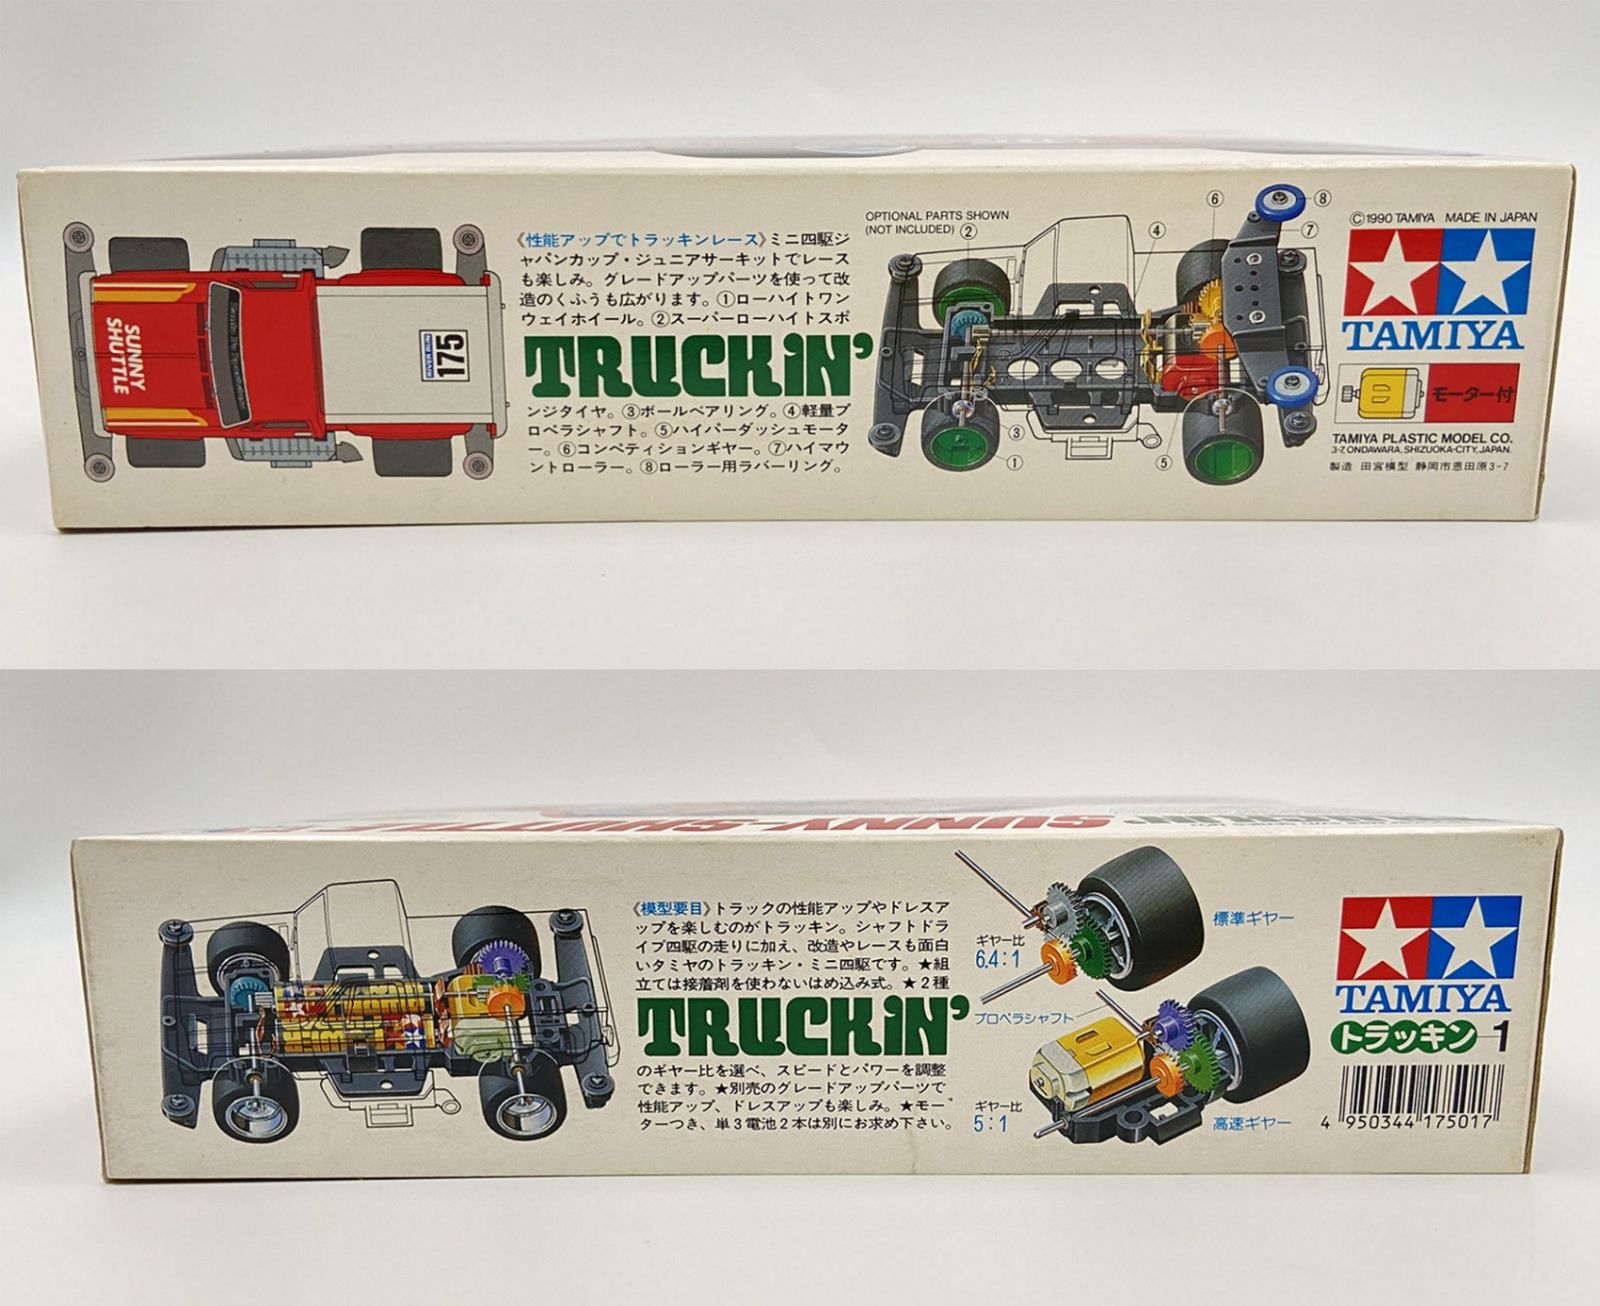 SUNNY
SHUTTLE
175
《性能アップでトラッキンレース》ミニ四駆ジ
ャパンカップ・ジュニアサーキットでレース
も楽しみ。グレードアップパーツを使って改
造のくふうも広がります。①ローハイトワン
ウェイホイール。②スーパーローハイトスポ
TRUCKiN'
ンジタイヤ。③ボールベアリング。④軽量プ
ロペラシャフト。⑤ハイパーダッシュモータ
ー。⑥コンペティションギヤー。⑦ハイマウ
ントローラー。⑧ローラー用ラバーリング。
OPTIONAL PARTS SHOWN
(NOT INCLUDED) ②
④
⑥
⑧
⑦
③
①
⑤
©1990 TAMIYA MADE IN JAPAN
TAMIYA
モーター付
TAMIYA PLASTIC MODEL CO.
3-7, ONDAWARA, SHIZUOKA-CITY, JAPAN.
製造 田宮模型 静岡市恩田原3-7
SUNNY-SHUTTLE
《模型要目》トラックの性能アップやドレスア
ップを楽しむのがトラッキン。シャフトドラ
イブ四駆の走りに加え、改造やレースも面白
いタミヤのトラッキン・ミニ四駆です。★組
立ては接着剤を使わないはめ込み式。★2種
TRUCKiN'
のギヤー比を選べ、スピードとパワーを調整
できます。★別売のグレードアップパーツで
性能アップ、ドレスアップも楽しみ。★モー
ターつき、単3電池2本は別にお求め下さい。
標準ギヤー
ギヤー比
6.4:1
プロペラシャフト
ギヤー比
5:1
高速ギヤー
TAMIYA
トラッキン 1
4 950344 175017